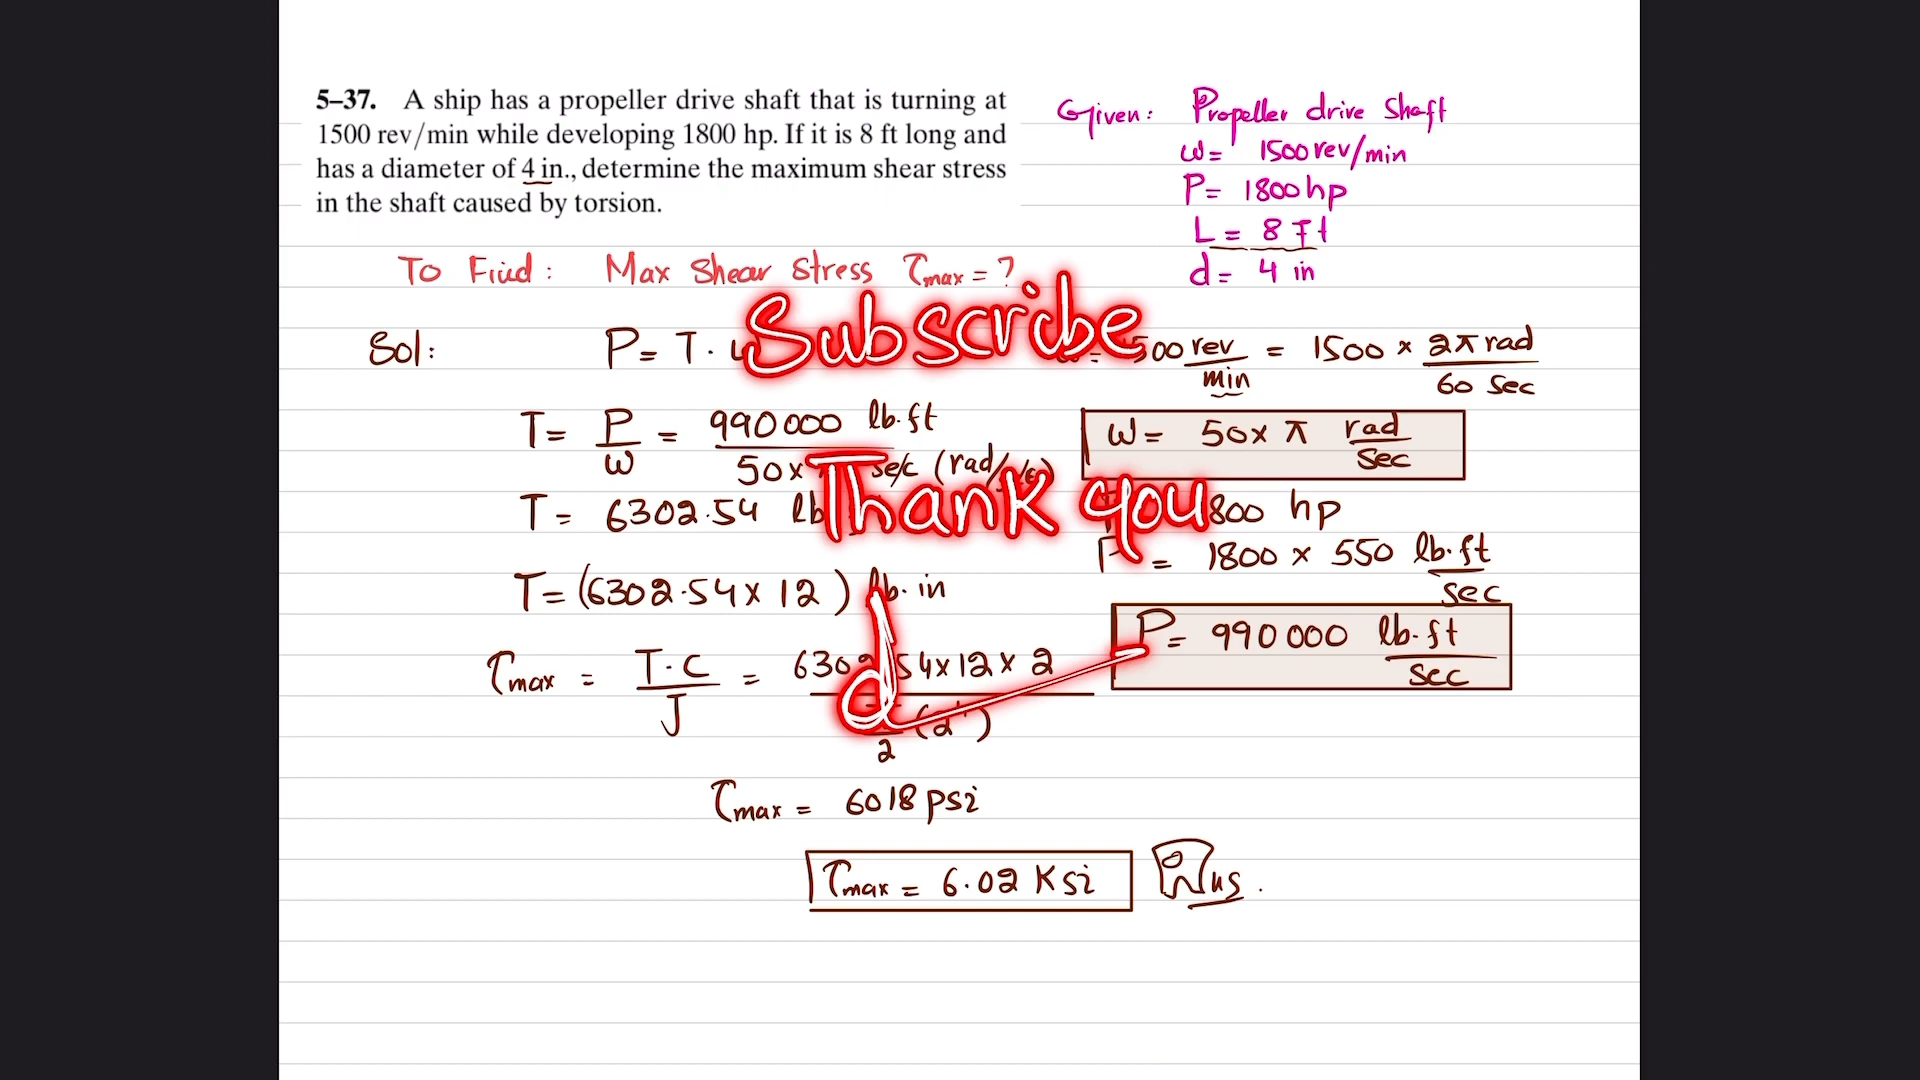 5–37. A ship has a propeller drive shaft that is turning at
1500 rev/min while developing 1800 hp. If it is 8 ft long and
has a diameter of 4 in., determine the maximum shear stress
in the shaft caused by torsion.
Given: Propeller drive Shaft
ω = 1500 rev/min
P = 1800 hp
L = 8 Ft
d = 4 in
To Find: Max Shear Stress τmax = ?
Subscribe
Sol: P = T ·
500 rev/min = 1500 × 2π rad/60 Sec
T = P/ω = 990000 lb·ft / 50× sec (rad/sec)
ω = 50 × π rad/sec
T = 6302.54 lb
Thank you
800 hp
P = 1800 × 550 lb·ft/sec
T = (6302.54 × 12) lb·in
P = 990000 lb·ft/sec
τmax = T·C/J = 6302.54×12×2 / 2 (2⁴)
τmax = 6018 psi
τmax = 6.02 Ksi